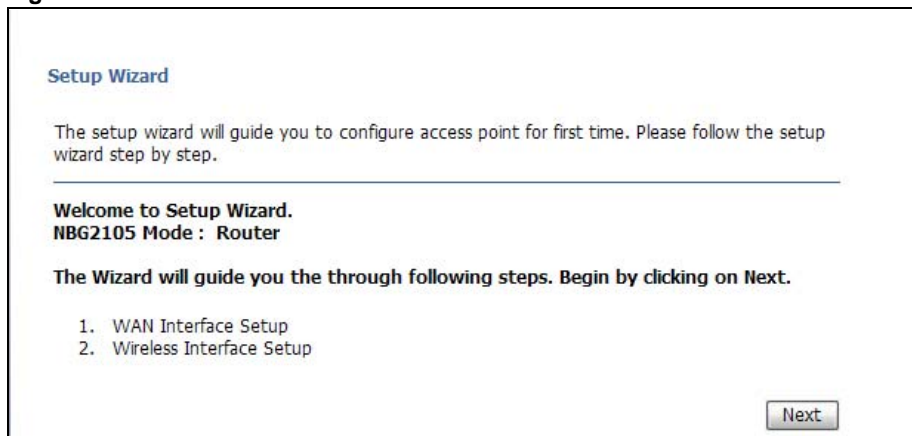 Setup Wizard
The setup wizard will guide you to configure access point for first time. Please follow the setup
wizard step by step.
Welcome to Setup Wizard.
NBG2105 Mode : Router
The Wizard will guide you the through following steps. Begin by clicking on Next.
1. WAN Interface Setup
2. Wireless Interface Setup
Next